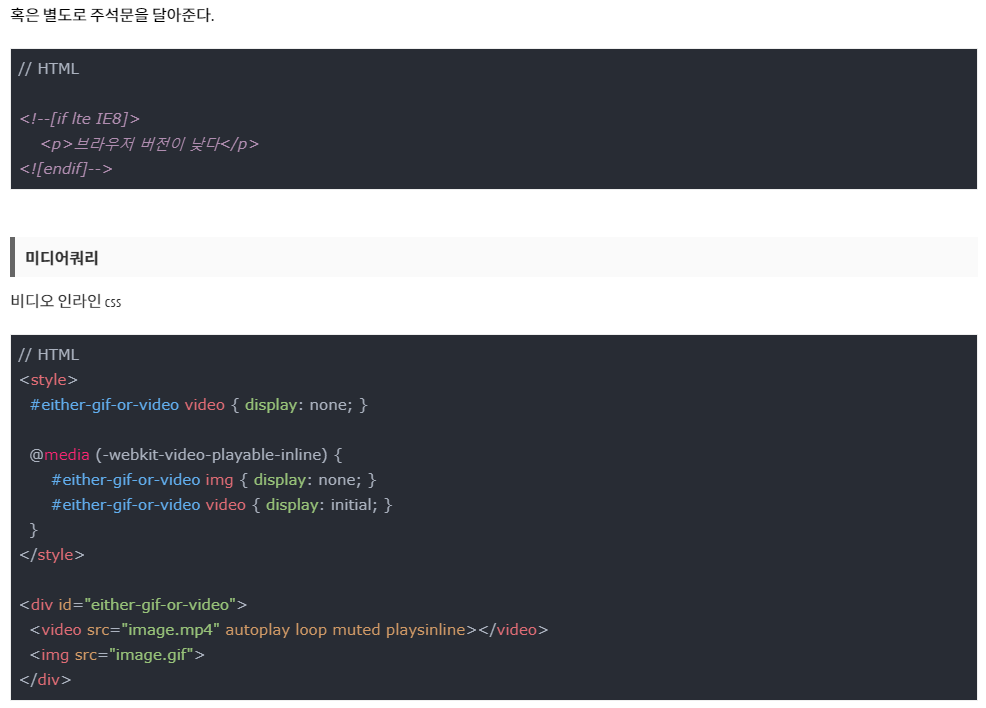 혹은 별도로 주석문을 달아준다.
// HTML
<!--[if lte IE8]>
<p>브라우저 버전이 낮다</p>
<![endif]-->
미디어쿼리
비디오 인라인 css
// HTML
<style>
#either-gif-or-video video { display: none; }
@media (-webkit-video-playable-inline) {
#either-gif-or-video img { display: none; }
#either-gif-or-video video { display: initial; }
}
</style>
<div id="either-gif-or-video">
<video src="image.mp4" autoplay loop muted playsinline></video>
<img src="image.gif">
</div>